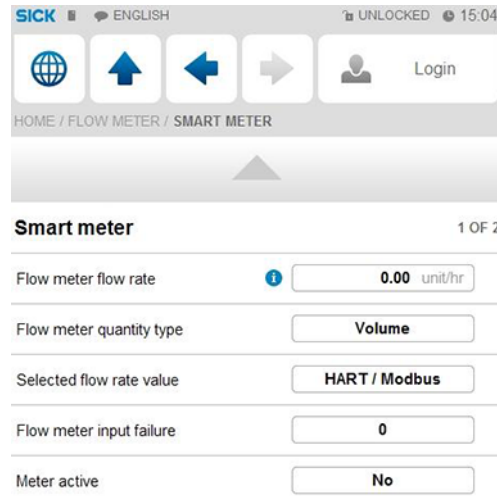 SICK ENGLISH UNLOCKED 15:04
Login
HOME / FLOW METER / SMART METER
Smart meter 1 OF 2
Flow meter flow rate 0.00 unit/hr
Flow meter quantity type Volume
Selected flow rate value HART / Modbus
Flow meter input failure 0
Meter active No